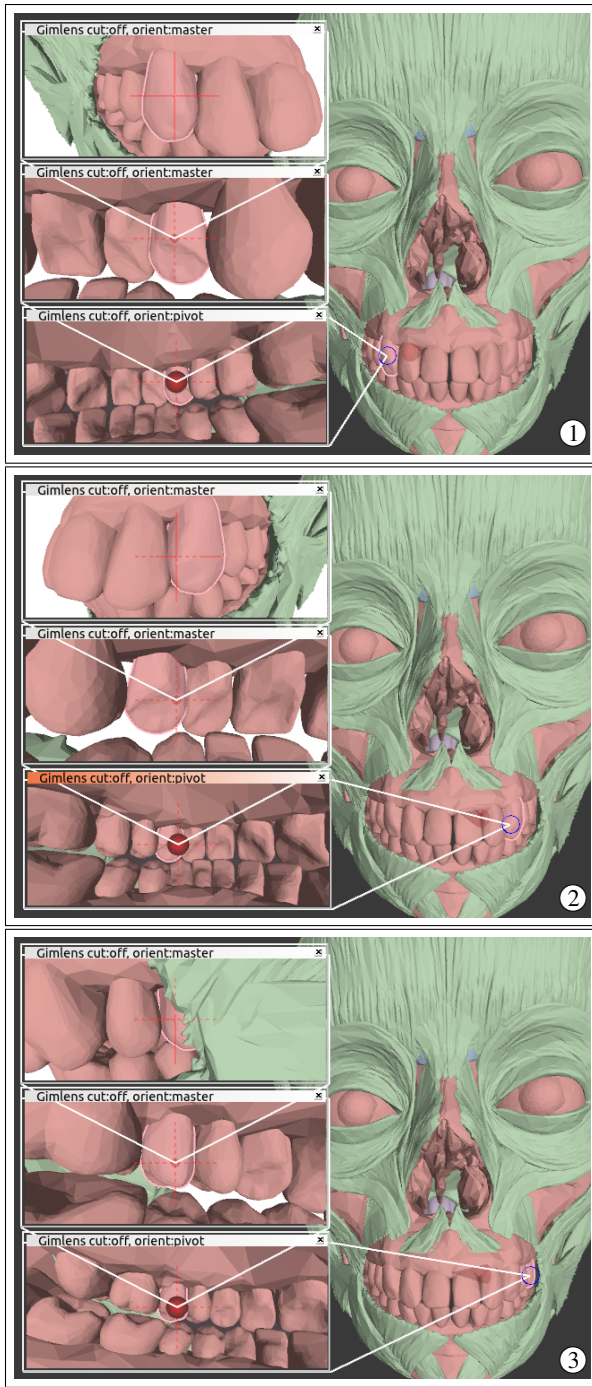 Gimlens cut:off, orient:master ×
Gimlens cut:off, orient:master ×
Gimlens cut:off, orient:pivot ×
1
Gimlens cut:off, orient:master ×
Gimlens cut:off, orient:master ×
Gimlens cut:off, orient:pivot ×
2
Gimlens cut:off, orient:master ×
Gimlens cut:off, orient:master ×
Gimlens cut:off, orient:pivot ×
3